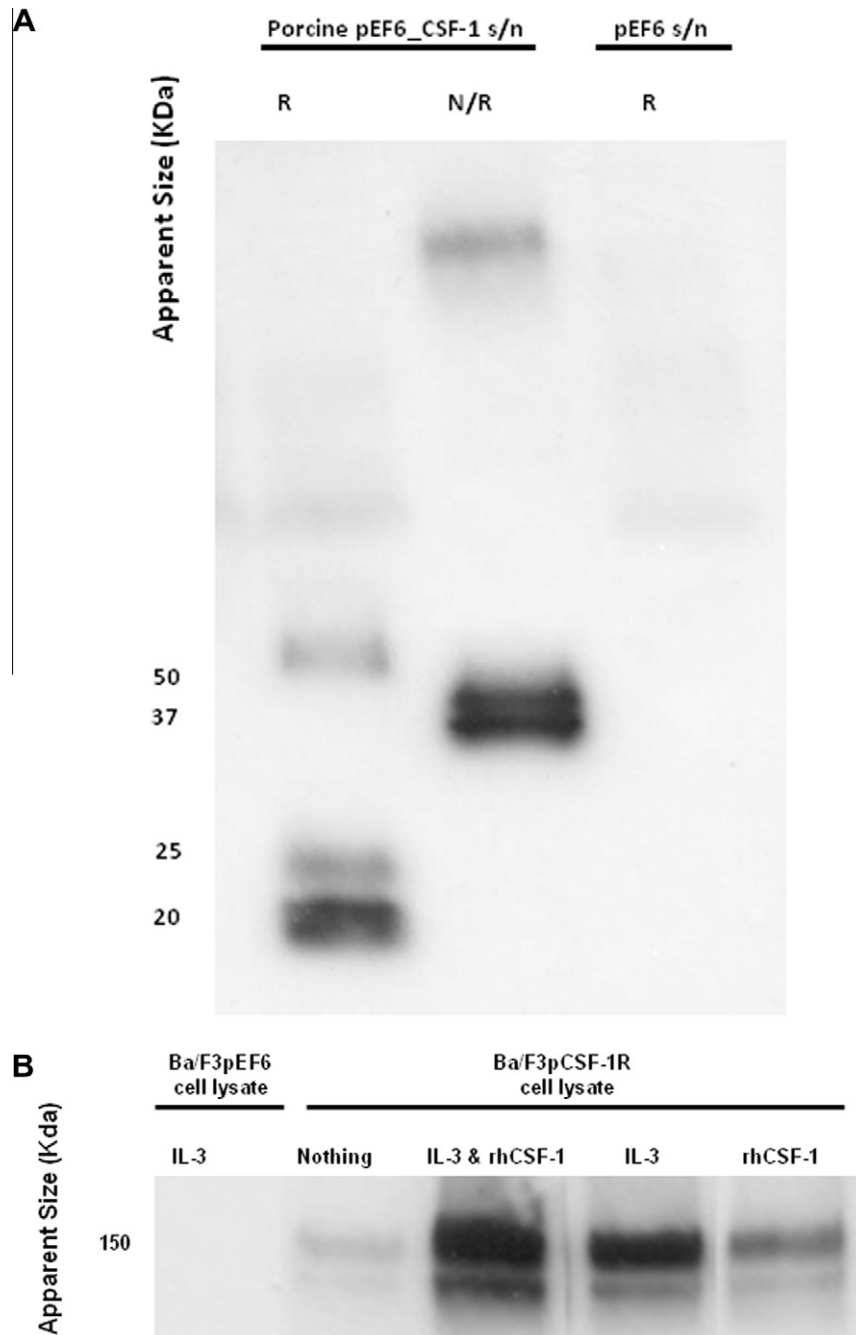 A
Porcine pEF6_CSF-1 s/n
pEF6 s/n
R
N/R
R
Apparent Size (KDa)
50
37
25
20
B
Ba/F3pEF6
cell lysate
Ba/F3pCSF-1R
cell lysate
IL-3
Nothing
IL-3 & rhCSF-1
IL-3
rhCSF-1
Apparent Size (Kda)
150